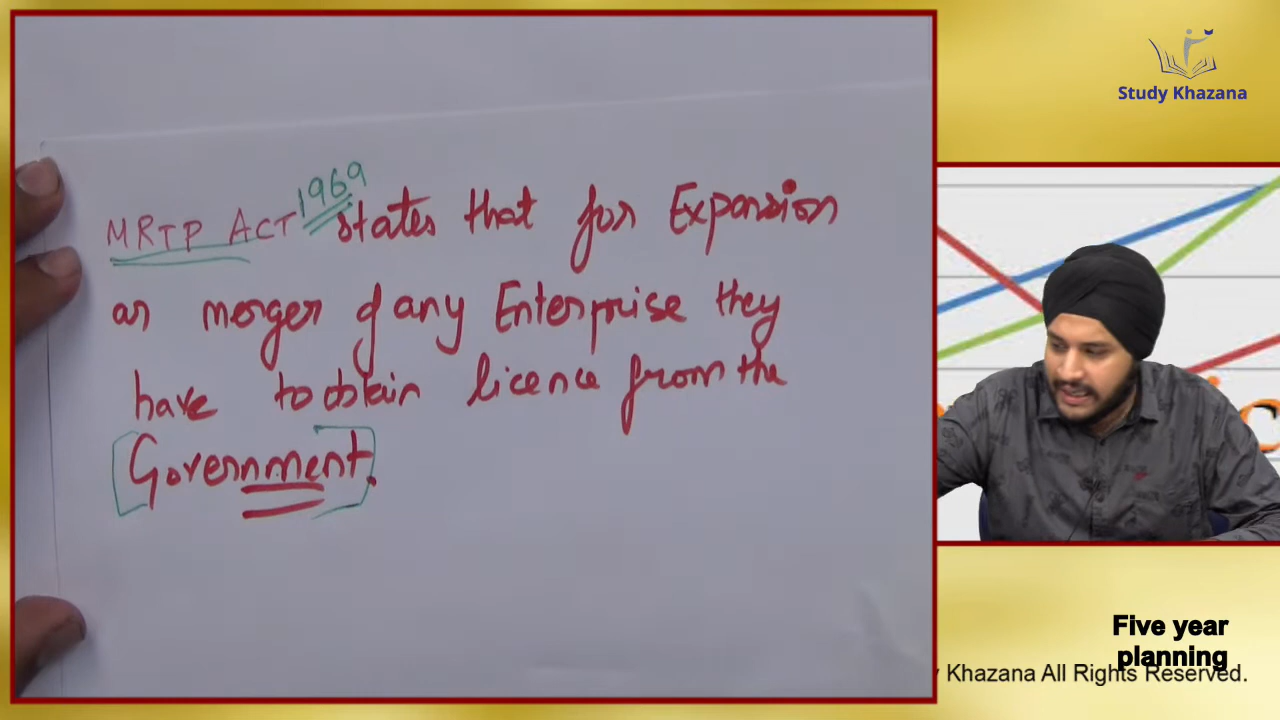 MRTP ACT 1969 states that for Expansion
or merger of any Enterprise they
have to obtain licence from the
Government.
Study Khazana
Five year
planning
Khazana All Rights Reserved.